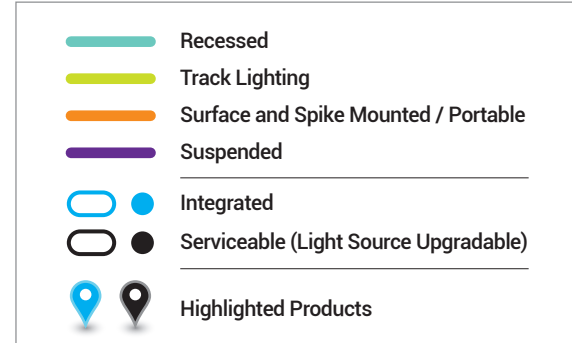 Recessed
Track Lighting
Surface and Spike Mounted / Portable
Suspended
Integrated
Serviceable (Light Source Upgradable)
Highlighted Products